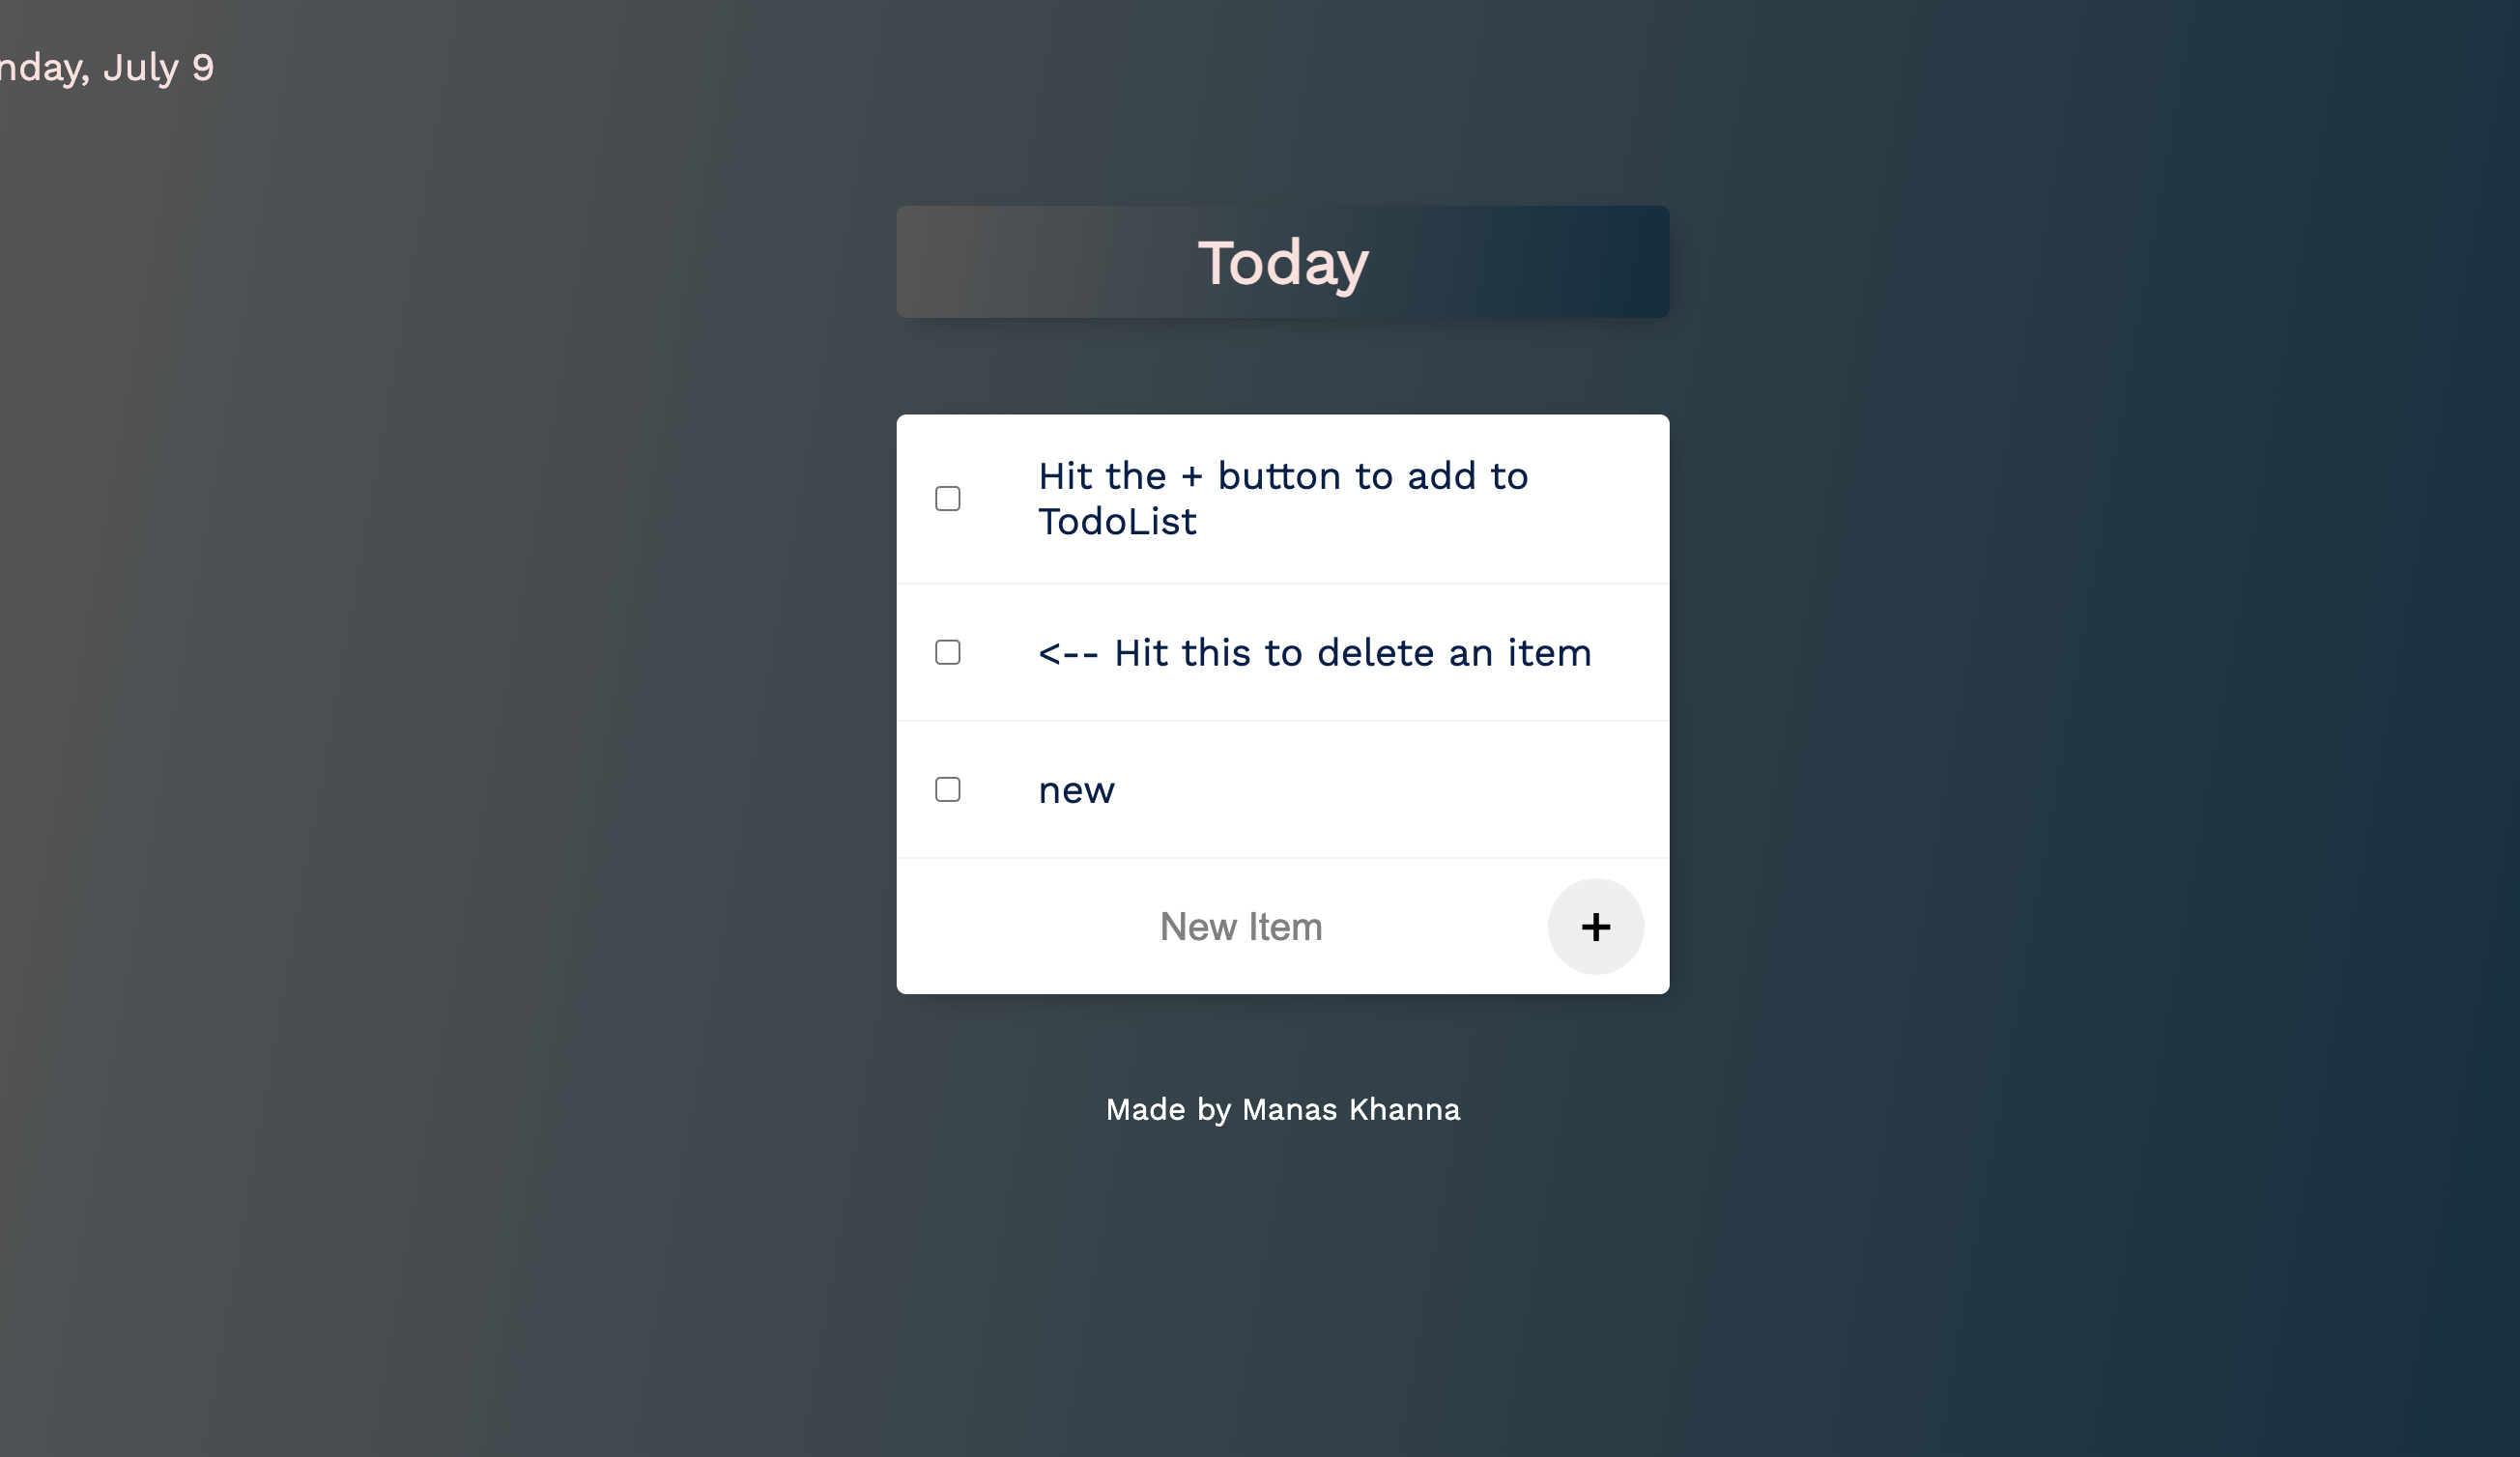 nday, July 9
Today
Hit the + button to add to
TodoList
<-- Hit this to delete an item
new
New Item
+
Made by Manas Khanna